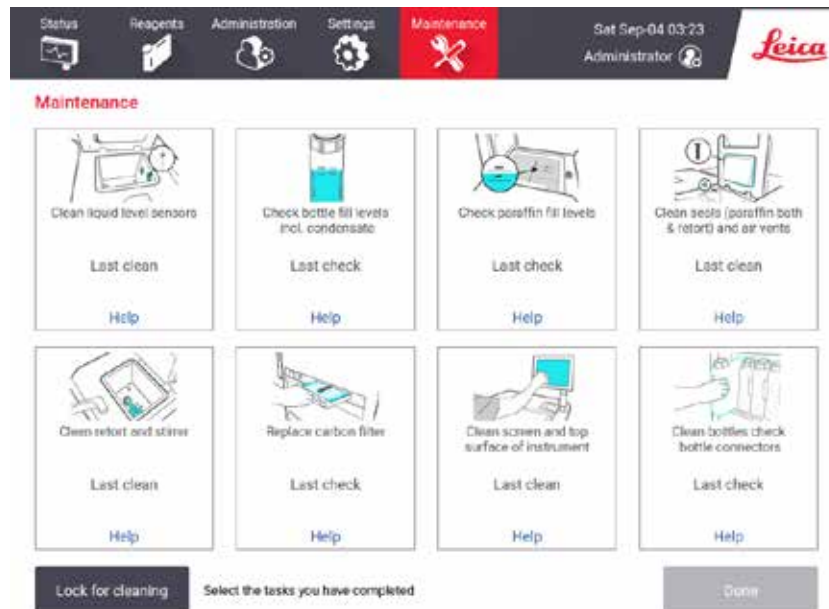 Status
Reagents
Administration
Settings
Maintenance
Sat Sep-04 03:23
Administrator
Leica
Maintenance
Clean liquid level sensors
Last clean
Help
Check bottle fill levels
incl. condensate
Last check
Help
Check paraffin fill levels
Last check
Help
1
Clean seals (paraffin bath
& retort) and air vents
Last clean
Help
Clean retort and stirrer
Last clean
Help
Replace carbon filter
Last check
Help
Clean screen and top
surface of instrument
Last clean
Help
Clean bottles check
bottle connectors
Last check
Help
Lock for cleaning
Select the tasks you have completed
Done